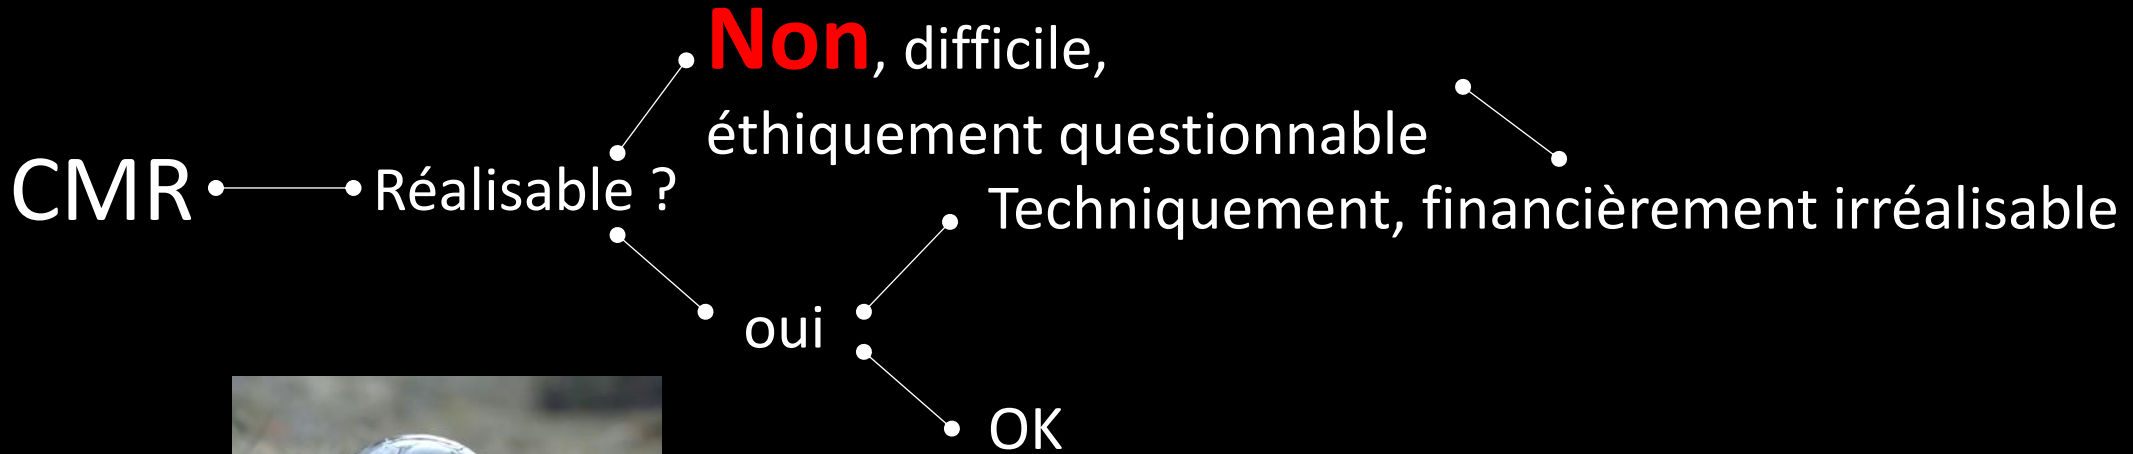 CMR
Réalisable ?
Non, difficile,
éthiquement questionnable
Techniquement, financièrement irréalisable
oui
OK